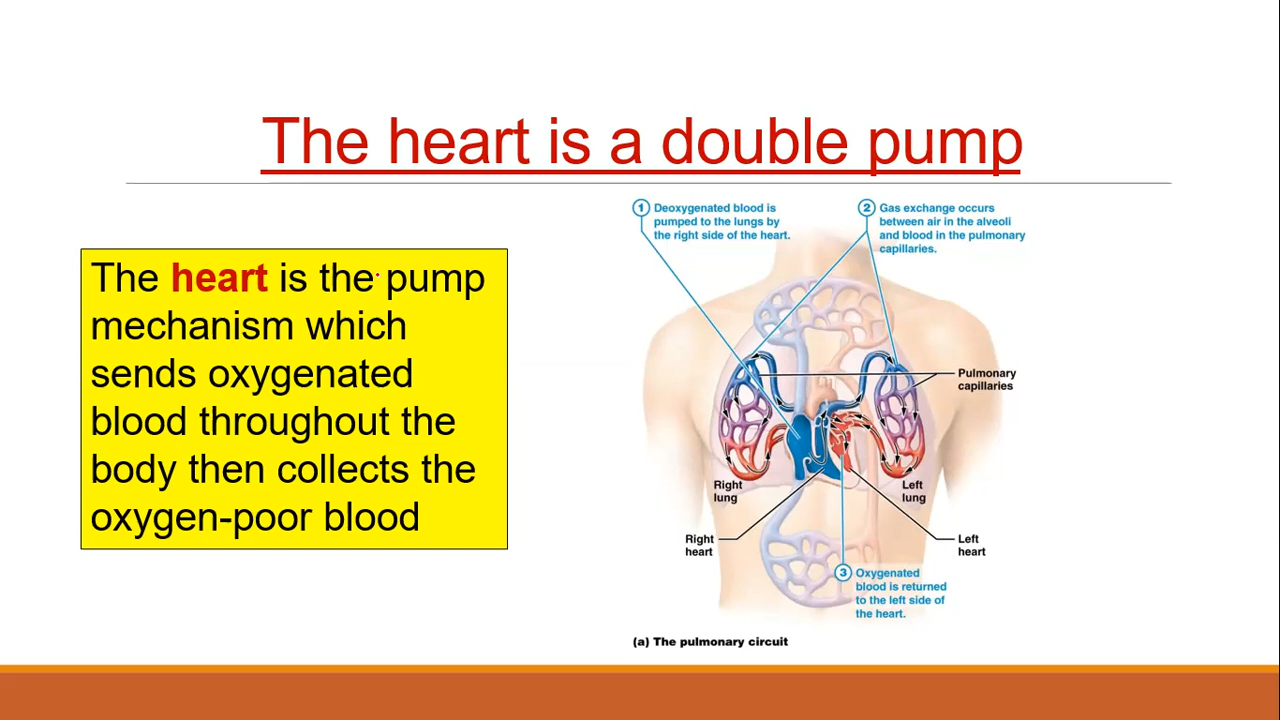 The heart is a double pump
The heart is the pump
mechanism which
sends oxygenated
blood throughout the
body then collects the
oxygen-poor blood
1 Deoxygenated blood is
pumped to the lungs by
the right side of the heart.
2 Gas exchange occurs
between air in the alveoli
and blood in the pulmonary
capillaries.
Pulmonary
capillaries
Right
lung
Left
lung
Right
heart
Left
heart
3 Oxygenated
blood is returned
to the left side of
the heart.
(a) The pulmonary circuit